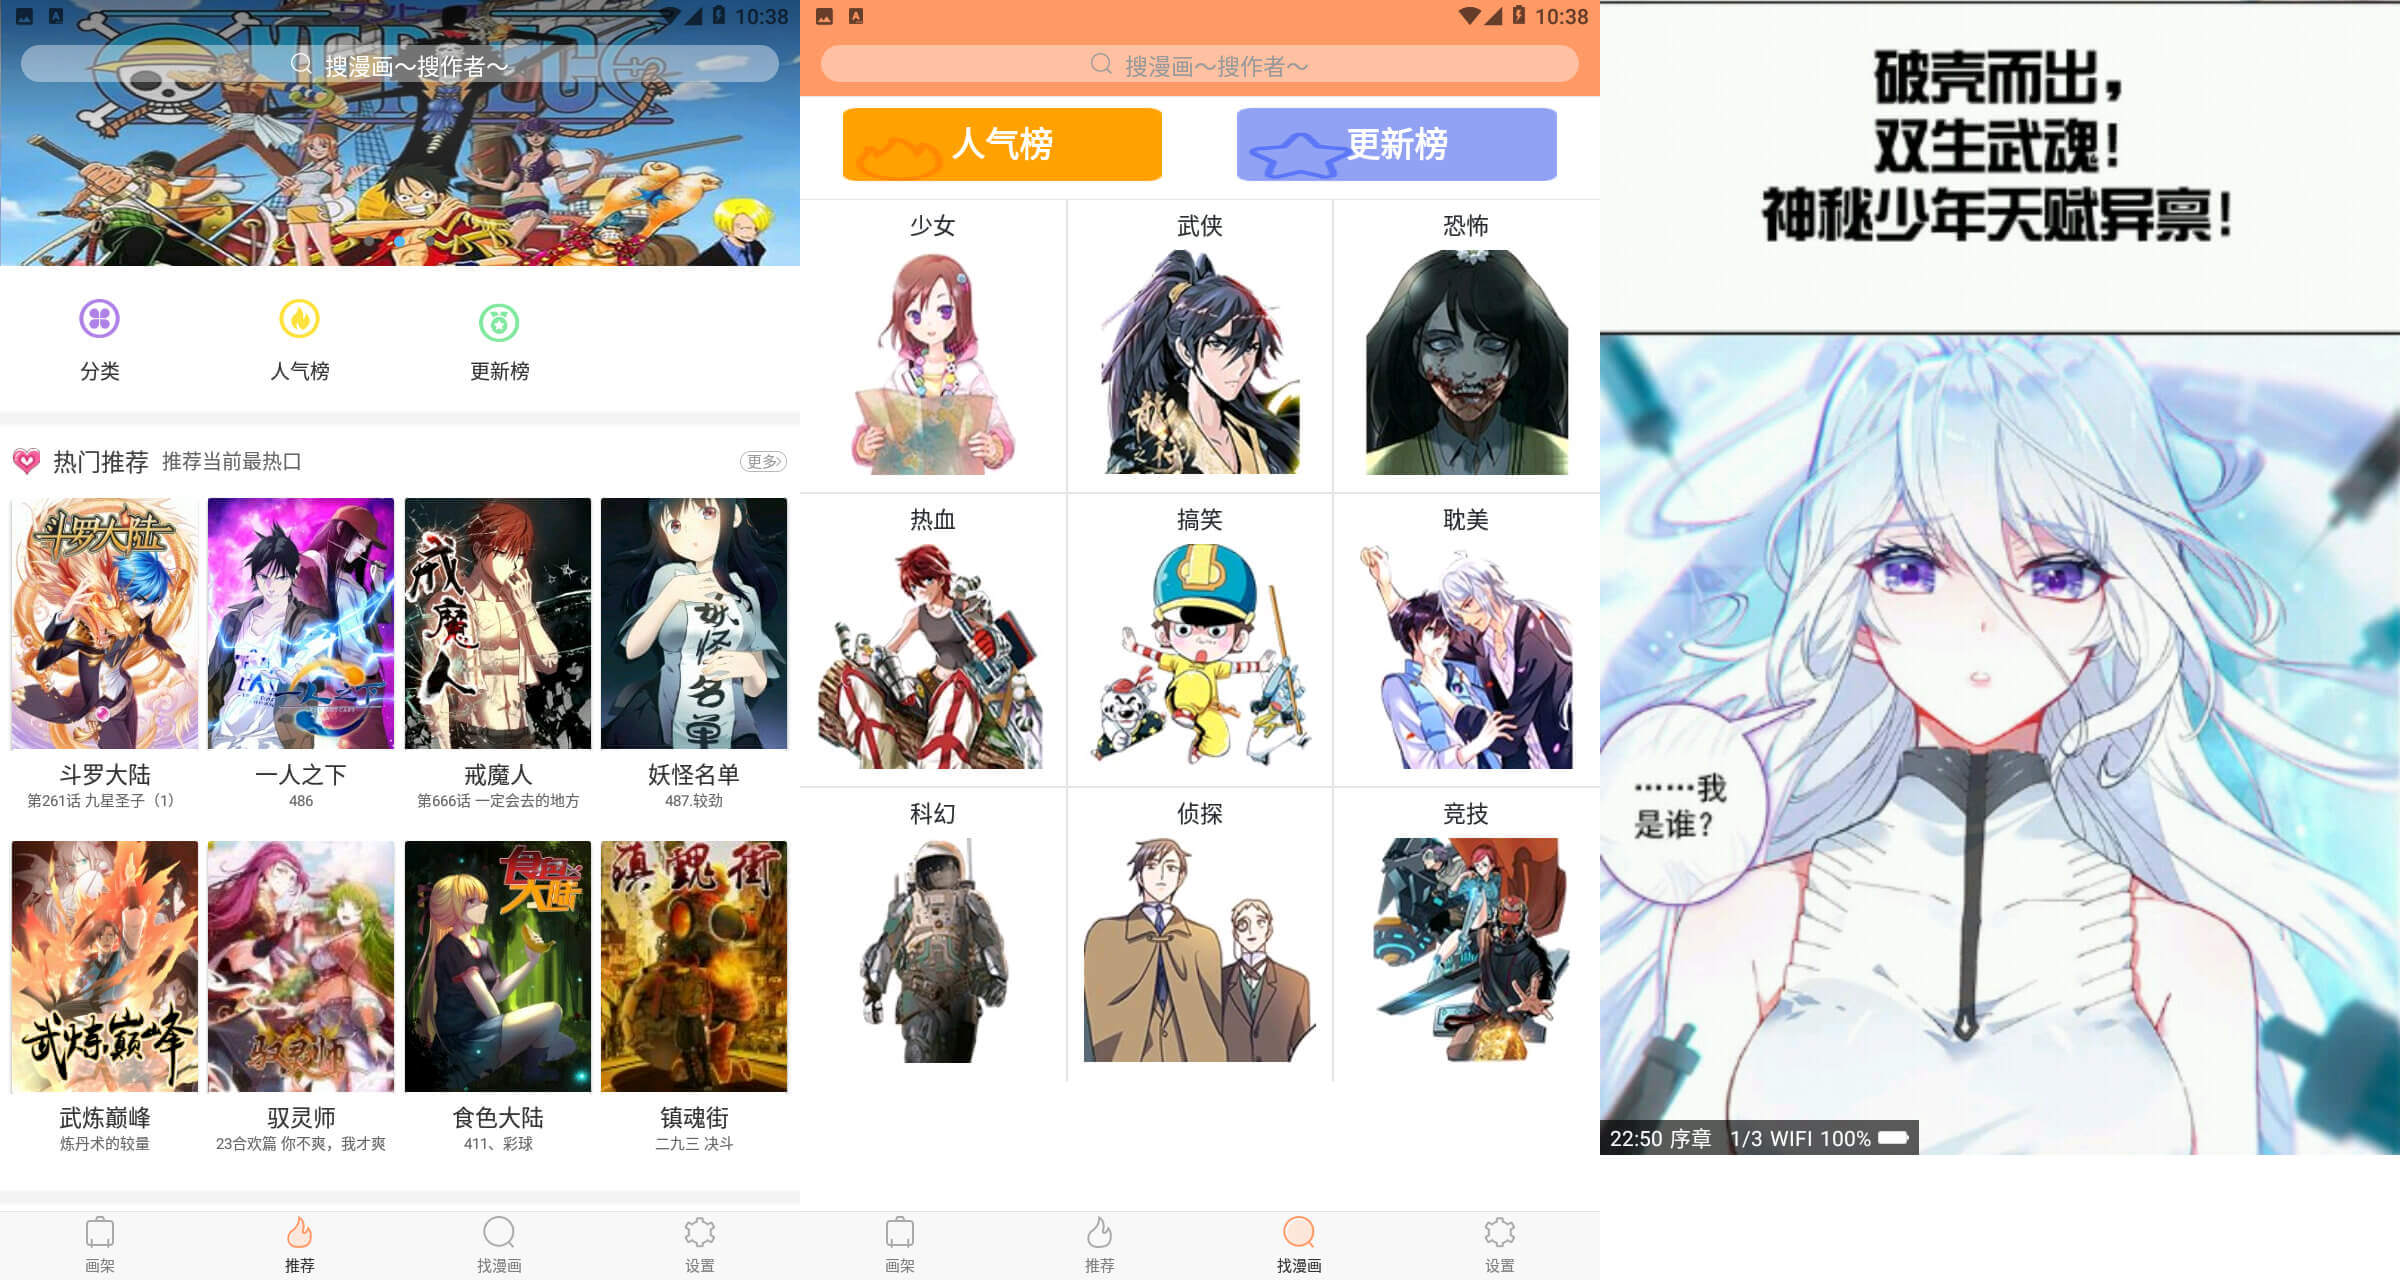 10:38
搜漫画～搜作者～
分类
人气榜
更新榜
热门推荐 推荐当前最热口
更多
斗罗大陆
一人之下
戒魔人
妖怪名单
斗罗大陆
一人之下
戒魔人
妖怪名单
第261话 九星圣子（1）
486
第666话 一定会去的地方
487.较劲
武炼巅峰
驭灵师
食色大陆
镇魂街
武炼巅峰
驭灵师
食色大陆
镇魂街
炼丹术的较量
23合欢篇 你不爽，我才爽
411、彩球
二九三 决斗
画架
推荐
找漫画
设置
10:38
搜漫画～搜作者～
人气榜
更新榜
少女
武侠
恐怖
热血
搞笑
耽美
科幻
侦探
竞技
画架
推荐
找漫画
设置
破壳而出，
双生武魂！
神秘少年天赋异禀！
……我
是谁？
22:50 序章 1/3 WIFI 100%